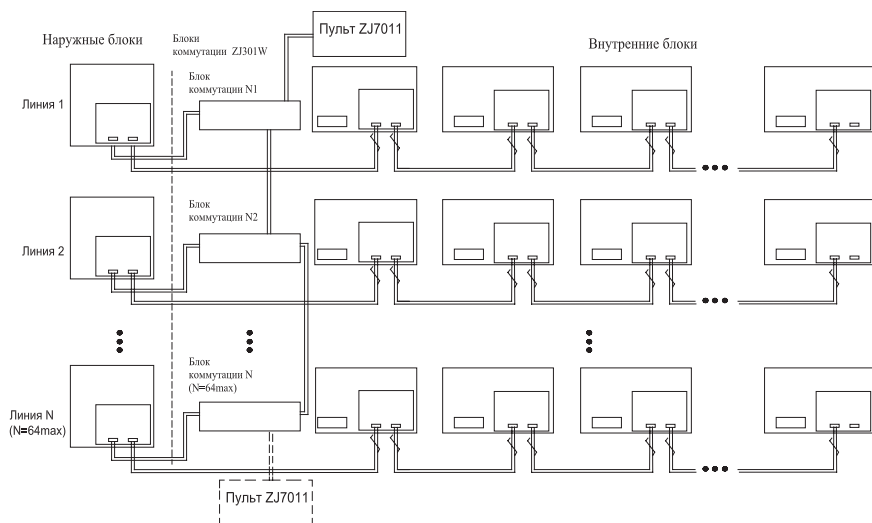 Пульт ZJ7011
Наружные блоки
Блоки
коммутации ZJ301W
Внутренние блоки
Блок
коммутации N1
Линия 1
Блок
коммутации N2
Линия 2
Блок
коммутации N
(N=64max)
Линия N
(N=64max)
Пульт ZJ7011